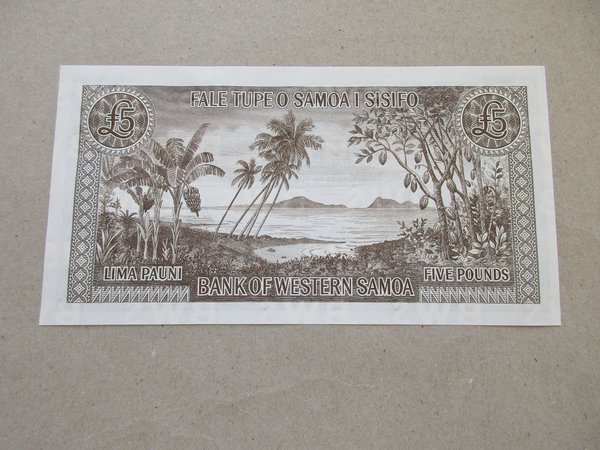 FALE TUPE O SAMOA I SISIFO
£5
£5
LIMA PAUNI
FIVE POUNDS
BANK OF WESTERN SAMOA